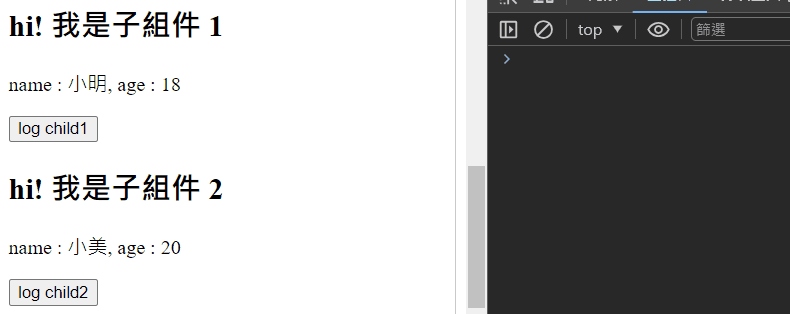 hi! 我是子組件 1
name : 小明, age : 18
log child1
hi! 我是子組件 2
name : 小美, age : 20
log child2
top
篩選